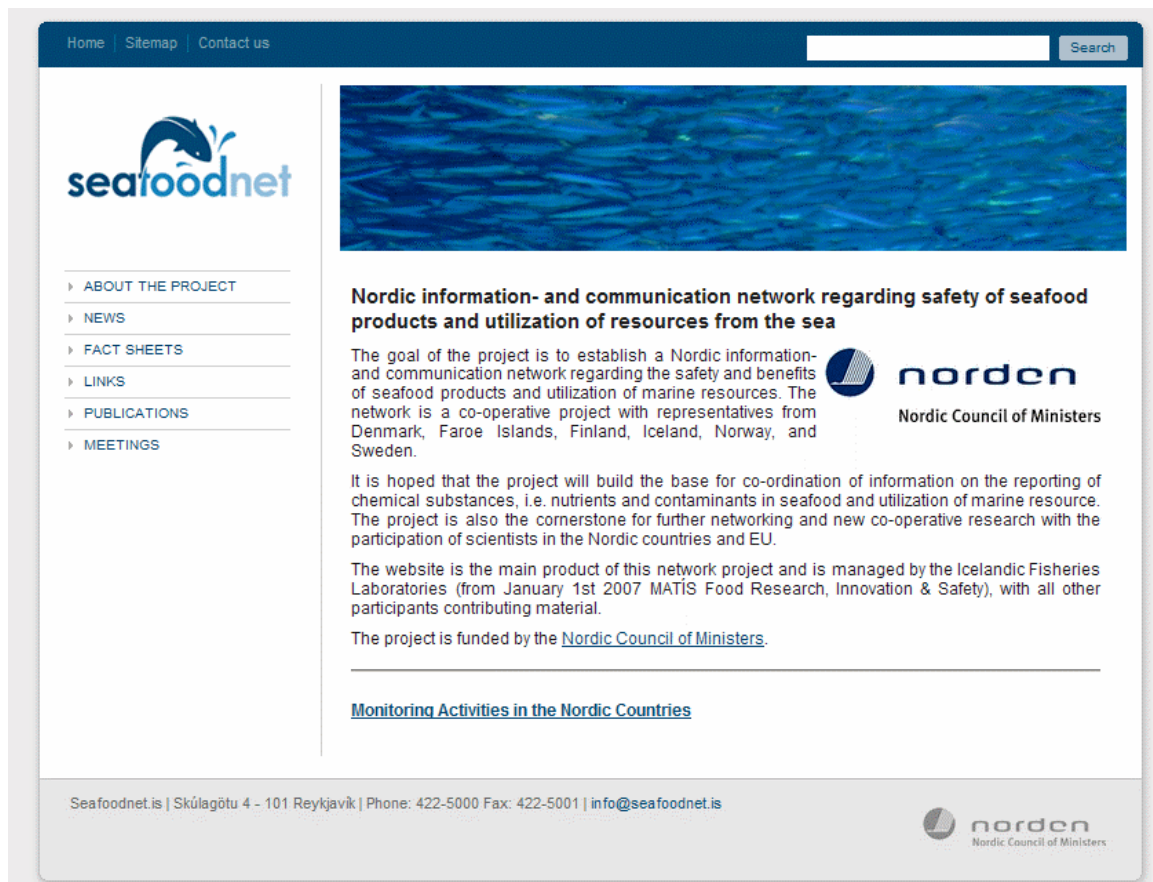 Home | Sitemap | Contact us
Search
seafoodnet
ABOUT THE PROJECT
NEWS
FACT SHEETS
LINKS
PUBLICATIONS
MEETINGS
Nordic information- and communication network regarding safety of seafood
products and utilization of resources from the sea
The goal of the project is to establish a Nordic information-
and communication network regarding the safety and benefits
of seafood products and utilization of marine resources. The
network is a co-operative project with representatives from
Denmark, Faroe Islands, Finland, Iceland, Norway, and
Sweden.
norden
Nordic Council of Ministers
It is hoped that the project will build the base for co-ordination of information on the reporting of
chemical substances, i.e. nutrients and contaminants in seafood and utilization of marine resource.
The project is also the cornerstone for further networking and new co-operative research with the
participation of scientists in the Nordic countries and EU.
The website is the main product of this network project and is managed by the Icelandic Fisheries
Laboratories (from January 1st 2007 MATÍS Food Research, Innovation & Safety), with all other
participants contributing material.
The project is funded by the Nordic Council of Ministers.
Monitoring Activities in the Nordic Countries
Seafoodnet.is | Skúlagötu 4 - 101 Reykjavík | Phone: 422-5000 Fax: 422-5001 | info@seafoodnet.is
norden
Nordic Council of Ministers